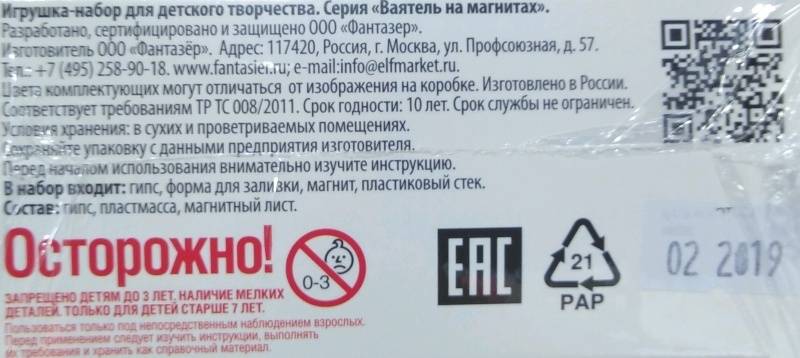 Игрушка-набор для детского творчества. Серия «Ваятель на магнитах».
Разработано, сертифицировано и защищено ООО «Фантазер».
Изготовитель ООО «Фантазёр». Адрес: 117420, Россия, г. Москва, ул. Профсоюзная, д. 57.
Тел.: +7 (495) 258-90-18. www.fantasier.ru; e-mail:info@elfmarket.ru.
Цвета комплектующих могут отличаться от изображения на коробке. Изготовлено в России.
Соответствует требованиям ТР ТС 008/2011. Срок годности: 10 лет. Срок службы не ограничен.
Условия хранения: в сухих и проветриваемых помещениях.
Сохраняйте упаковку с данными предприятия изготовителя.
Перед началом использования внимательно изучите инструкцию.
В набор входит: гипс, форма для заливки, магнит, пластиковый стек.
Состав: гипс, пластмасса, магнитный лист.
Осторожно!
0-3
ЗАПРЕЩЕНО ДЕТЯМ ДО 3 ЛЕТ. НАЛИЧИЕ МЕЛКИХ
ДЕТАЛЕЙ. ТОЛЬКО ДЛЯ ДЕТЕЙ СТАРШЕ 7 ЛЕТ.
Пользоваться только под непосредственным наблюдением взрослых.
Перед применением следует изучить инструкции, выполнять
их требования и хранить как справочный материал.
ЕАС
21
PAP
02 2019